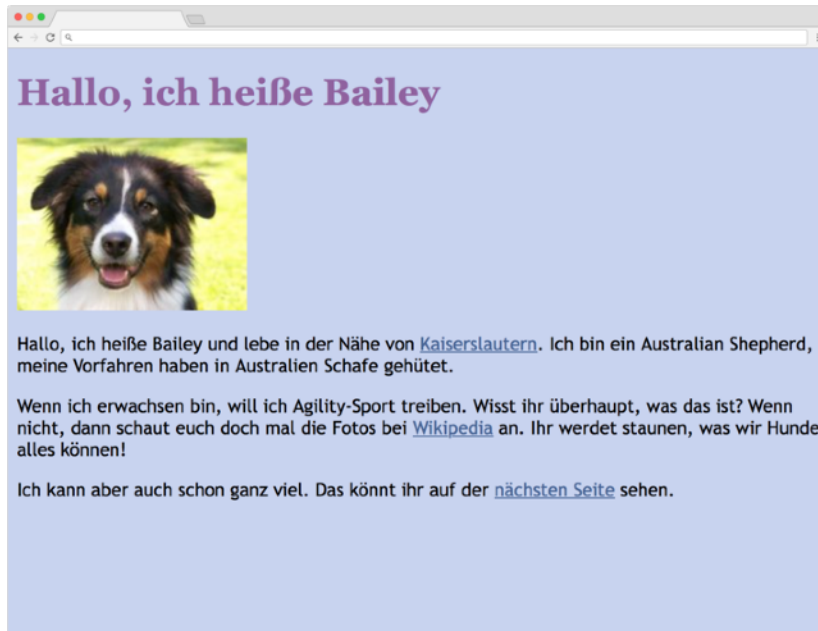 Hallo, ich heiße Bailey
Hallo, ich heiße Bailey und lebe in der Nähe von Kaiserslautern. Ich bin ein Australian Shepherd,
meine Vorfahren haben in Australien Schafe gehütet.
Wenn ich erwachsen bin, will ich Agility-Sport treiben. Wisst ihr überhaupt, was das ist? Wenn
nicht, dann schaut euch doch mal die Fotos bei Wikipedia an. Ihr werdet staunen, was wir Hunde
alles können!
Ich kann aber auch schon ganz viel. Das könnt ihr auf der nächsten Seite sehen.